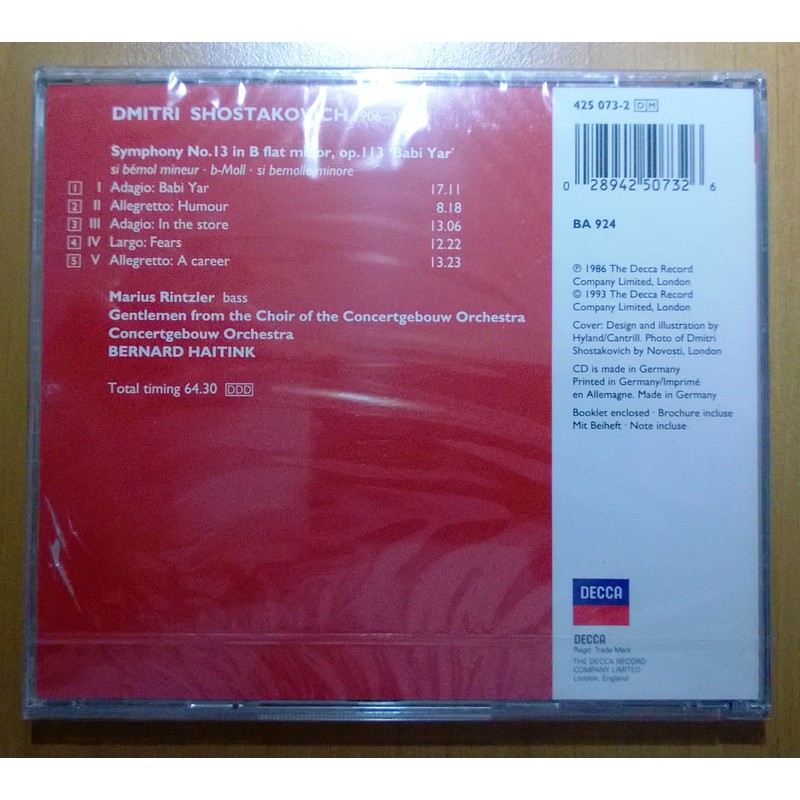 DMITRI SHOSTAKOVICH
Symphony No.13 in B flat minor, op.113 'Babi Yar'
si bémol mineur · b-Moll · si bemolle minore
1 I Adagio: Babi Yar 17.11
2 II Allegretto: Humour 8.18
3 III Adagio: In the store 13.06
4 IV Largo: Fears 12.22
5 V Allegretto: A career 13.23
Marius Rintzler bass
Gentlemen from the Choir of the Concertgebouw Orchestra
Concertgebouw Orchestra
BERNARD HAITINK
Total timing 64.30 DDD
425 073-2 DM
0 28942 50732 6
BA 924
℗ 1986 The Decca Record
Company Limited, London
© 1993 The Decca Record
Company Limited, London
Cover: Design and illustration by
Hyland/Cantrill. Photo of Dmitri
Shostakovich by Novosti, London
CD is made in Germany
Printed in Germany/Imprimé
en Allemagne. Made in Germany
Booklet enclosed · Brochure incluse
Mit Beiheft · Note incluse
DECCA
DECCA
Regd. Trade Mark
THE DECCA RECORD
COMPANY LIMITED
London, England